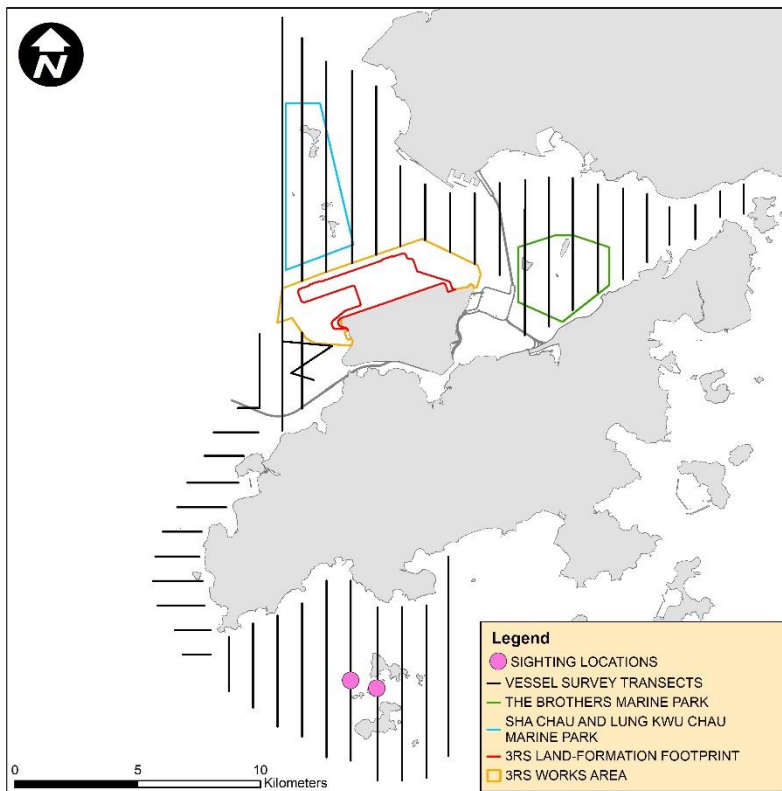 N
Legend
SIGHTING LOCATIONS
VESSEL SURVEY TRANSECTS
THE BROTHERS MARINE PARK
SHA CHAU AND LUNG KWU CHAU
MARINE PARK
3RS LAND-FORMATION FOOTPRINT
3RS WORKS AREA
0 5 10
Kilometers